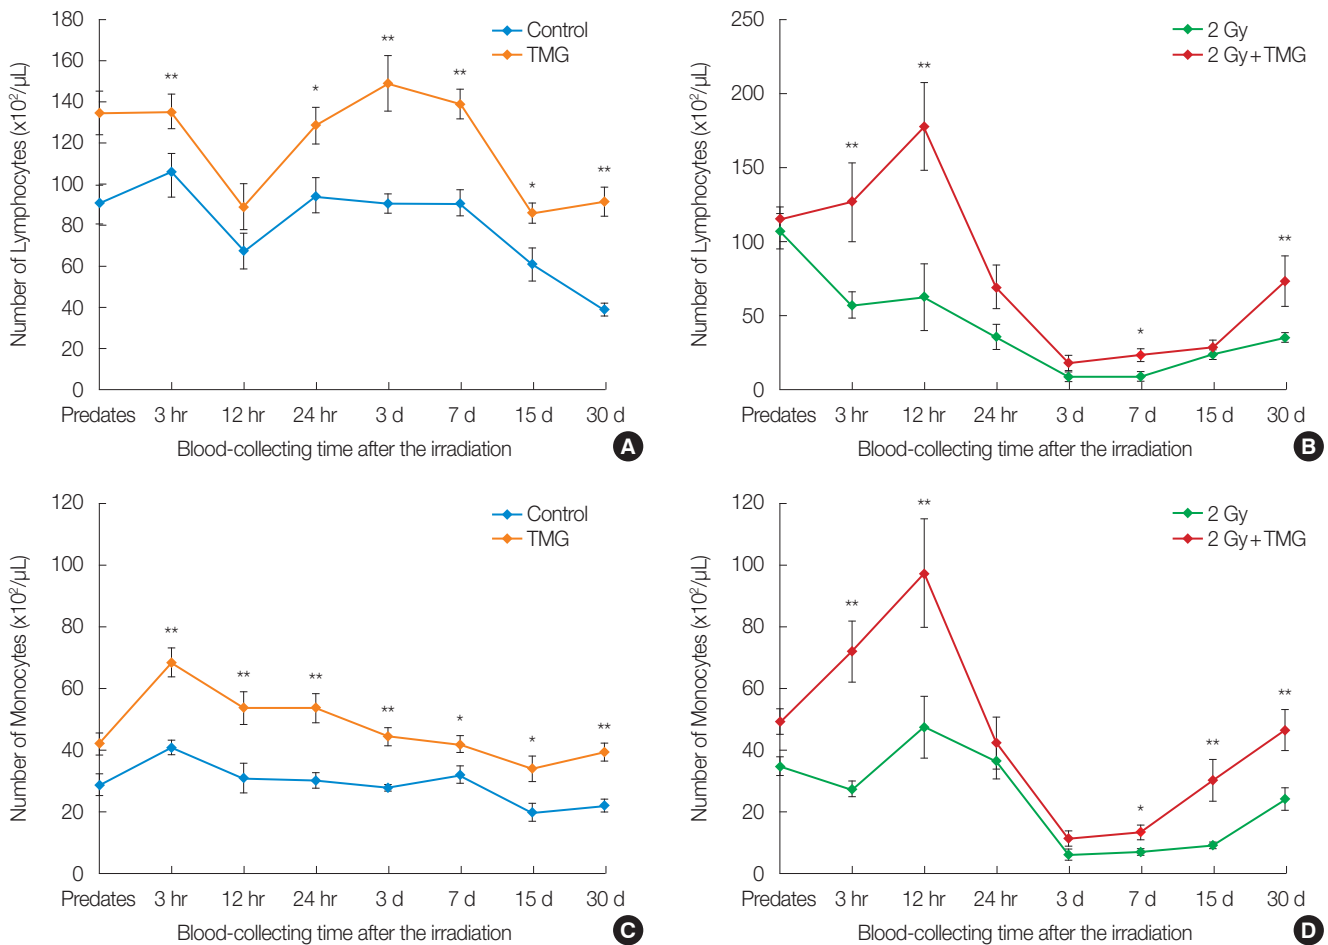 180
160
140
120
100
80
60
40
20
0
Number of Lymphocytes (x10²/μL)
Control
TMG
**
*
**
**
*
**
Predates 3 hr 12 hr 24 hr 3 d 7 d 15 d 30 d
Blood-collecting time after the irradiation
A
250
200
150
100
50
0
Number of Lymphocytes (x10²/μL)
2 Gy
2 Gy+TMG
**
**
*
**
Predates 3 hr 12 hr 24 hr 3 d 7 d 15 d 30 d
Blood-collecting time after the irradiation
B
120
100
80
60
40
20
0
Number of Monocytes (x10²/μL)
Control
TMG
**
**
**
**
*
*
**
Predates 3 hr 12 hr 24 hr 3 d 7 d 15 d 30 d
Blood-collecting time after the irradiation
C
120
100
80
60
40
20
0
Number of Monocytes (x10²/μL)
2 Gy
2 Gy+TMG
**
**
*
**
**
Predates 3 hr 12 hr 24 hr 3 d 7 d 15 d 30 d
Blood-collecting time after the irradiation
D